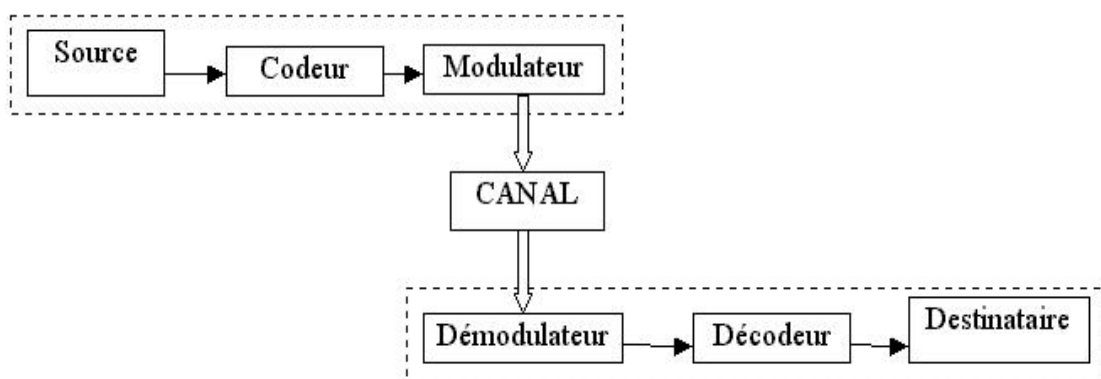 Source
Codeur
Modulateur
CANAL
Démodulateur
Décodeur
Destinataire